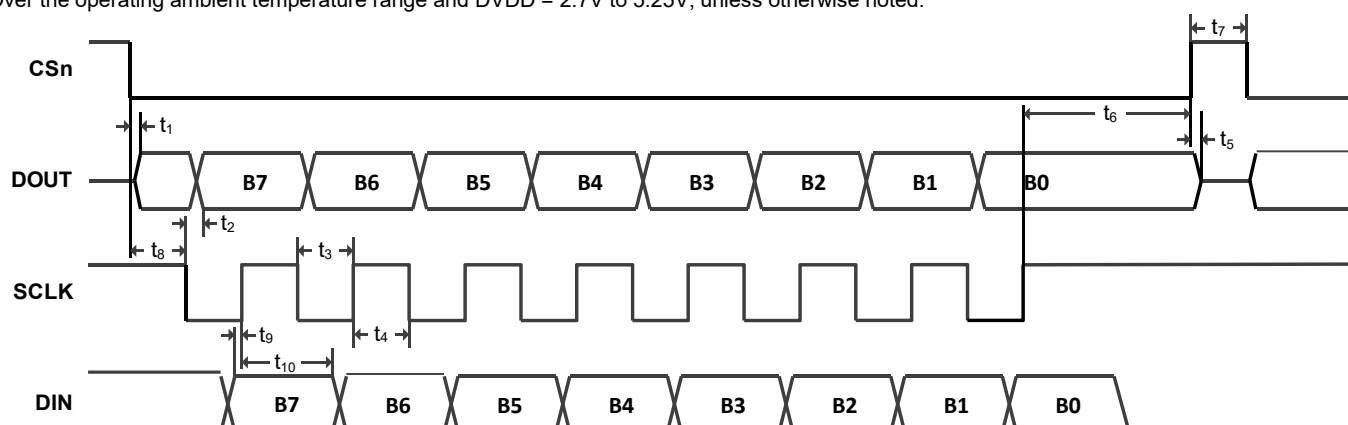 Over the operating ambient temperature range and DVDD = 2.7V to 5.25V, unless otherwise noted.
t7
CSn
t6
t1
t5
DOUT B7 B6 B5 B4 B3 B2 B1 B0
t2
t8 t3
SCLK
t9 t4
t10
DIN B7 B6 B5 B4 B3 B2 B1 B0